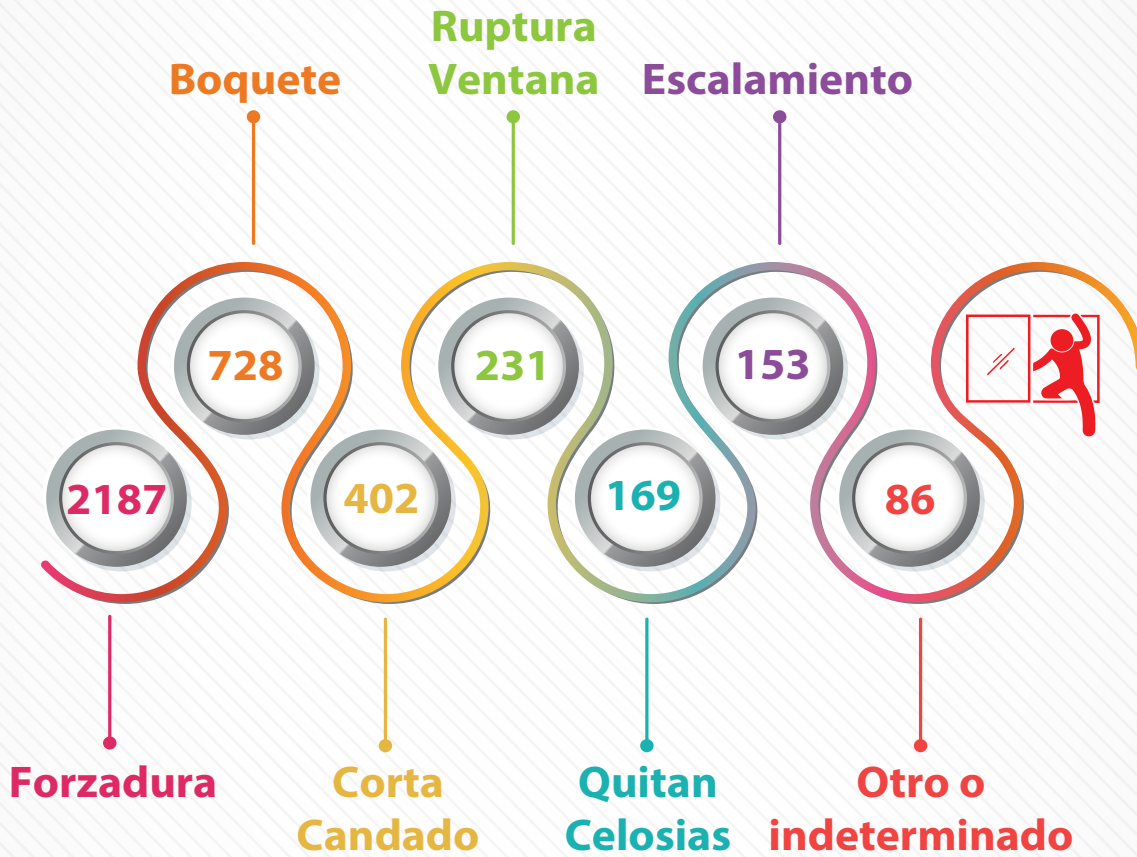 Ruptura
Ventana
Boquete
Escalamiento
728
231
153
2187
402
169
86
Forzadura
Corta
Candado
Quitan
Celosias
Otro o
indeterminado